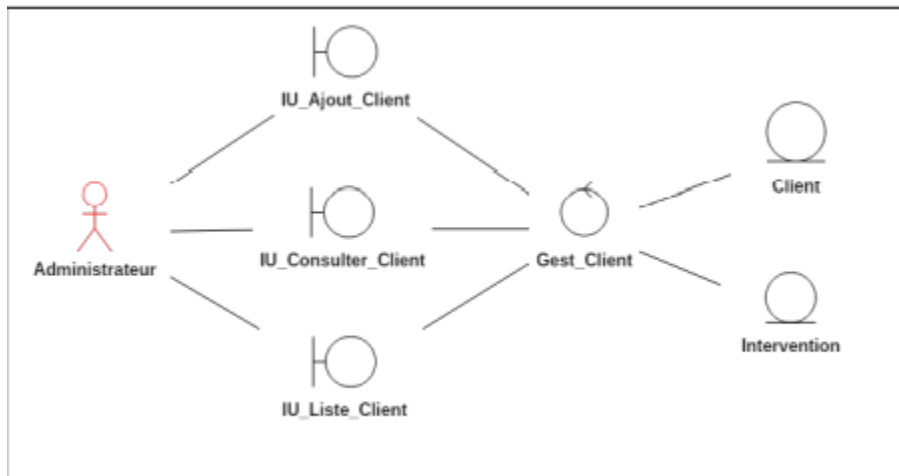 IU_Ajout_Client
Client
Administrateur
IU_Consulter_Client
Gest_Client
Intervention
IU_Liste_Client